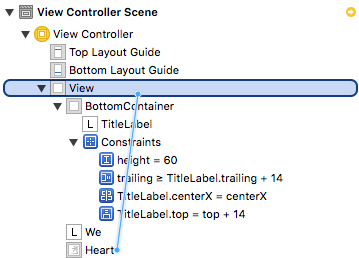 View Controller Scene
View Controller
Top Layout Guide
Bottom Layout Guide
View
BottomContainer
L TitleLabel
Constraints
height = 60
trailing ≥ TitleLabel.trailing + 14
TitleLabel.centerX = centerX
TitleLabel.top = top + 14
L We
Heart